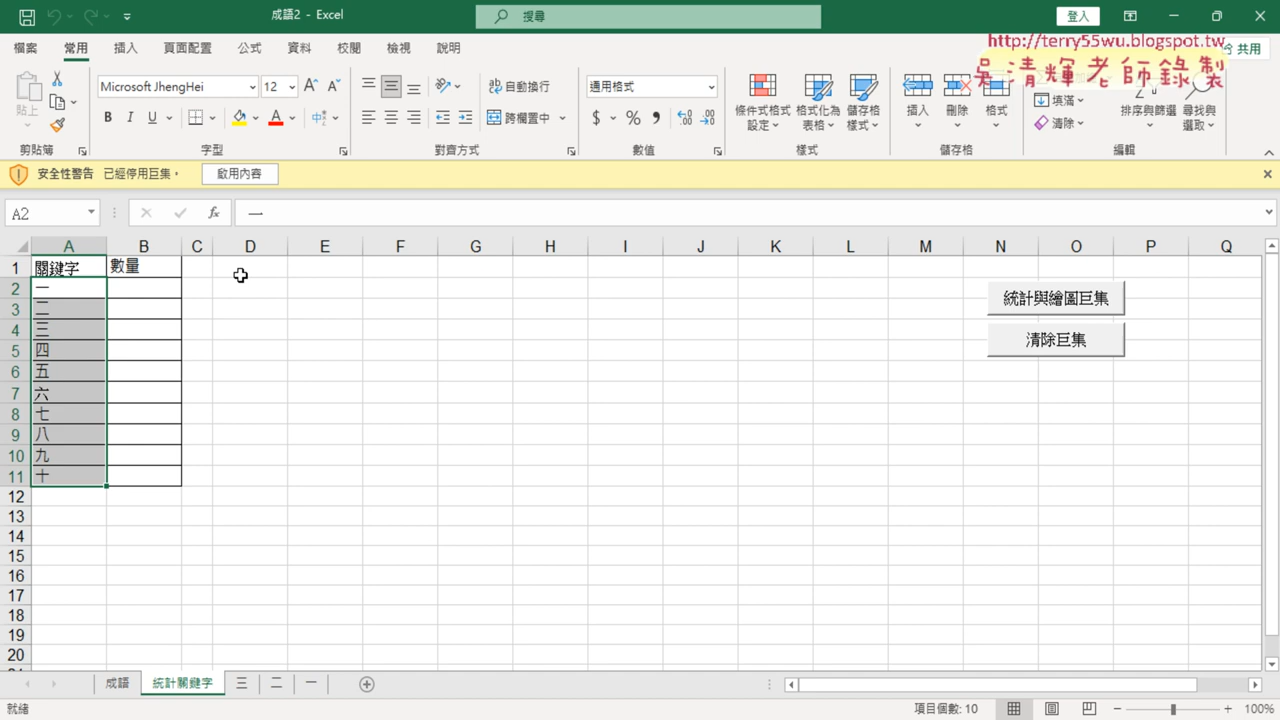 成語2 - Excel
搜尋
登入
http://terry55wu.blogspot.tw
吳清輝老師錄製
檔案 常用 插入 頁面配置 公式 資料 校閱 檢視 說明
共用
貼上
Microsoft JhengHei 12
自動換行
通用格式
B I U
跨欄置中
$ % 9
條件式格式設定
格式化為表格
儲存格樣式
插入 刪除 格式
填滿
清除
排序與篩選
尋找與選取
剪貼簿 字型 對齊方式 數值 樣式 儲存格 編輯
安全性警告 已經停用巨集。 啟用內容
A2 fx 一
A B C D E F G H I J K L M N O P Q
1 關鍵字 數量
2 一
3 二
4 三
5 四
6 五
7 六
8 七
9 八
10 九
11 十
12
13
14
15
16
17
18
19
20
統計與繪圖巨集
清除巨集
成語 統計關鍵字 三 二 一
就緒
項目個數: 10
100%